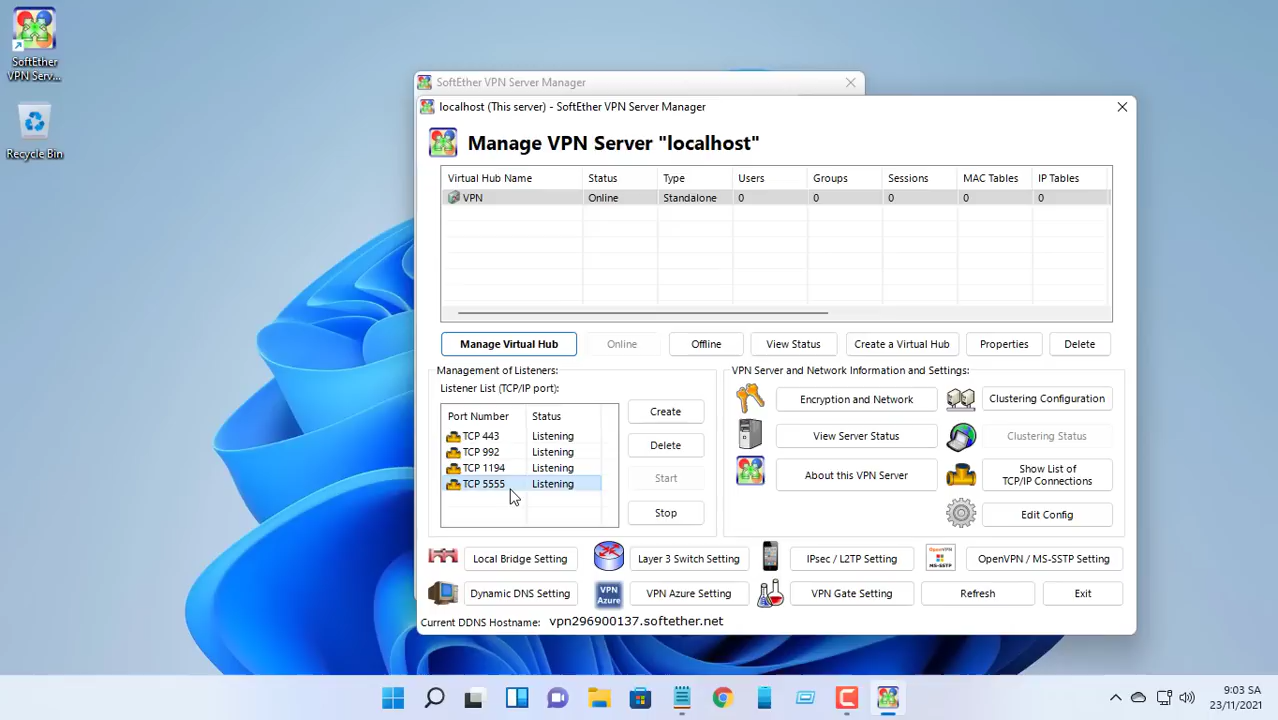 SoftEther
VPN Serv...
Recycle Bin
SoftEther VPN Server Manager
localhost (This server) - SoftEther VPN Server Manager
Manage VPN Server "localhost"
Virtual Hub Name Status Type Users Groups Sessions MAC Tables IP Tables
VPN Online Standalone 0 0 0 0 0
Manage Virtual Hub Online Offline View Status Create a Virtual Hub Properties Delete
Management of Listeners:
Listener List (TCP/IP port):
Port Number Status
TCP 443 Listening
TCP 992 Listening
TCP 1194 Listening
TCP 5555 Listening
Create
Delete
Start
Stop
VPN Server and Network Information and Settings:
Encryption and Network
Clustering Configuration
View Server Status
Clustering Status
About this VPN Server
Show List of
TCP/IP Connections
Edit Config
Local Bridge Setting Layer 3 Switch Setting IPsec / L2TP Setting OpenVPN MS-SSTP OpenVPN / MS-SSTP Setting
Dynamic DNS Setting VPN Azure VPN Azure Setting VPN Gate Setting Refresh Exit
Current DDNS Hostname: vpn296900137.softether.net
9:03 SA
23/11/2021